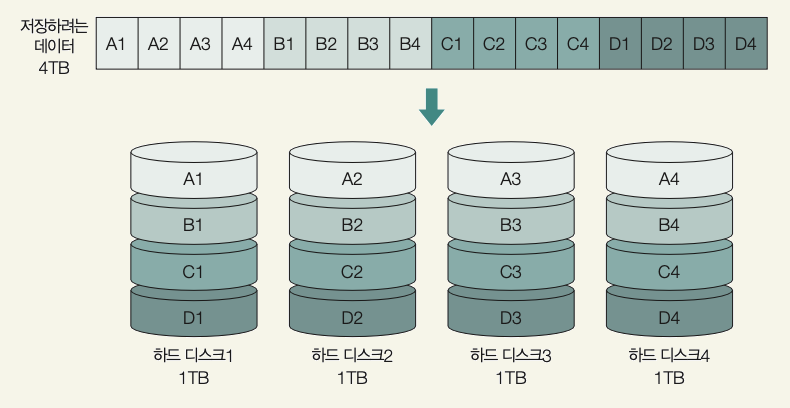 저장하려는
데이터
4TB
A1 A2 A3 A4 B1 B2 B3 B4 C1 C2 C3 C4 D1 D2 D3 D4
A1 A2 A3 A4
B1 B2 B3 B4
C1 C2 C3 C4
D1 D2 D3 D4
하드 디스크1 하드 디스크2 하드 디스크3 하드 디스크4
1TB 1TB 1TB 1TB